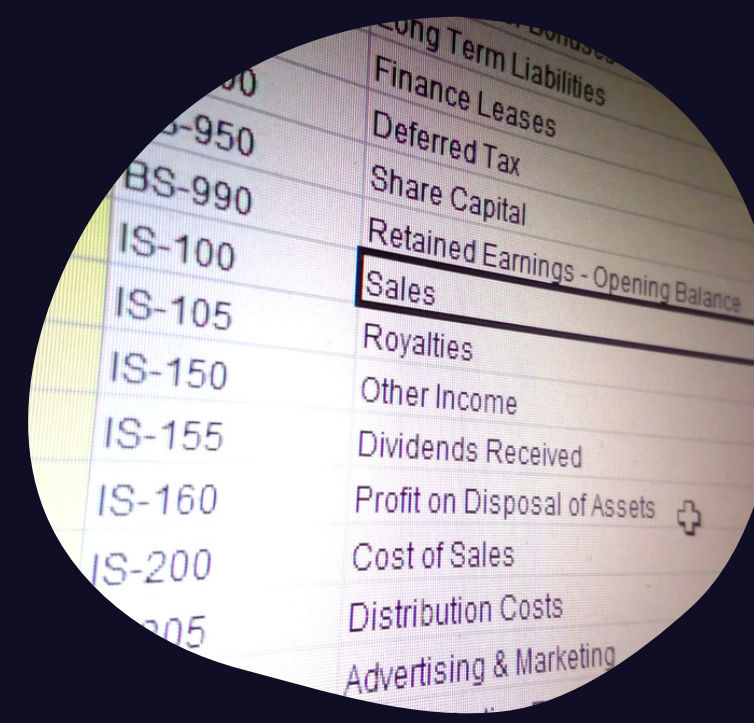 Long Term Liabilities
Finance Leases
Deferred Tax
-950 Share Capital
BS-990 Retained Earnings - Opening Balance
IS-100 Sales
IS-105 Royalties
IS-150 Other Income
IS-155 Dividends Received
IS-160 Profit on Disposal of Assets
IS-200 Cost of Sales
205 Distribution Costs
Advertising & Marketing